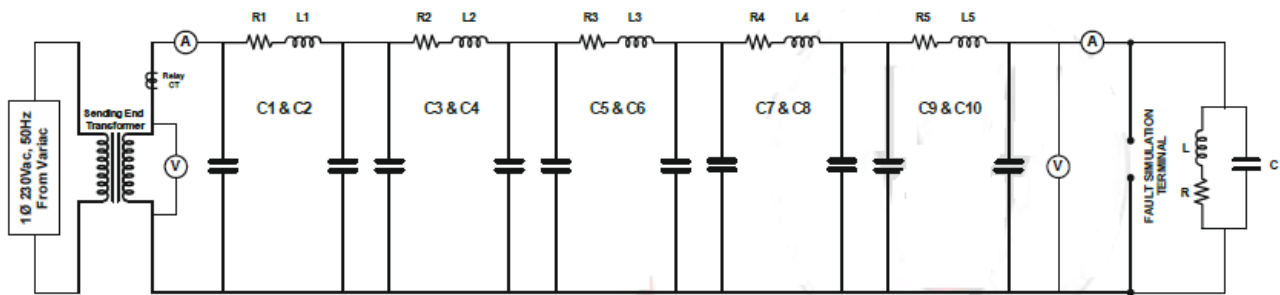 R1 L1 R2 L2 R3 L3 R4 L4 R5 L5
A
A
Relay
CT
Sending End
Transformer
1Ø 230Vac, 50Hz
From Variac
V
C1 & C2
C3 & C4
C5 & C6
C7 & C8
C9 & C10
V
FAULT SIMULATION
TERMINAL
L
R
C